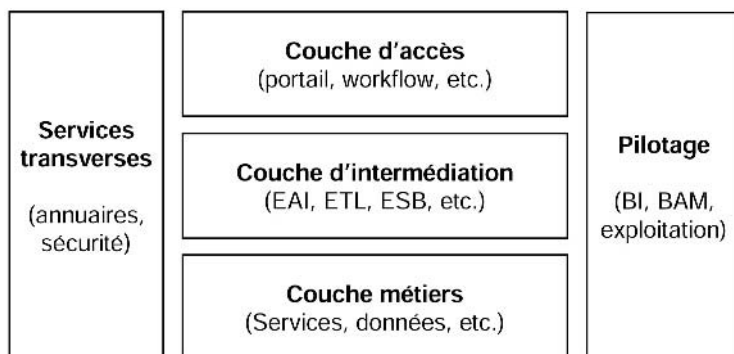 Services
transverses
(annuaires,
sécurité)
Couche d'accès
(portail, workflow, etc.)
Couche d'intermédiation
(EAI, ETL, ESB, etc.)
Couche métiers
(Services, données, etc.)
Pilotage
(BI, BAM,
exploitation)